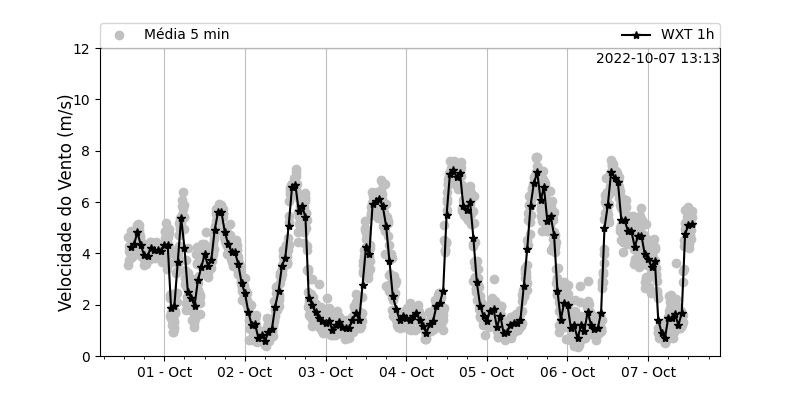 Média 5 min
WXT 1h
2022-10-07 13:13
Velocidade do Vento (m/s)
12
10
8
6
4
2
0
01 - Oct
02 - Oct
03 - Oct
04 - Oct
05 - Oct
06 - Oct
07 - Oct